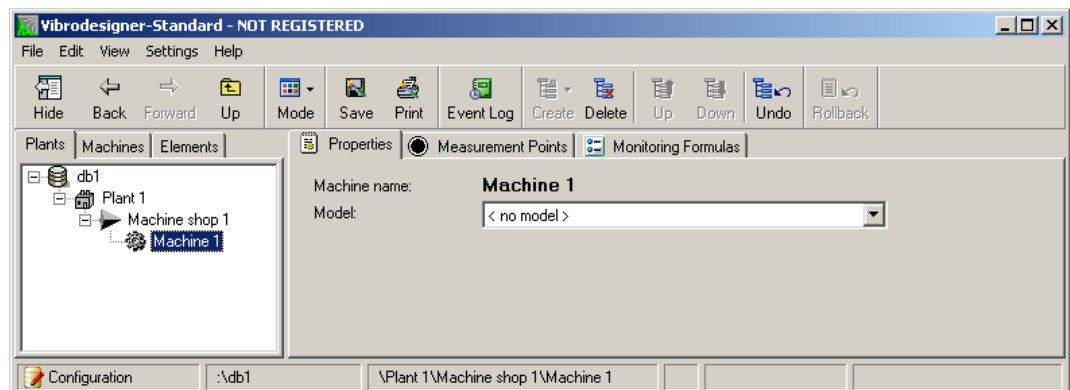 Vibrodesigner-Standard - NOT REGISTERED
File Edit View Settings Help
Hide Back Forward Up Mode Save Print Event Log Create Delete Up Down Undo Rollback
Plants Machines Elements Properties Measurement Points Monitoring Formulas
db1
Plant 1
Machine shop 1
Machine 1
Machine name: Machine 1
Model: < no model >
Configuration :\db1 \Plant 1\Machine shop 1\Machine 1